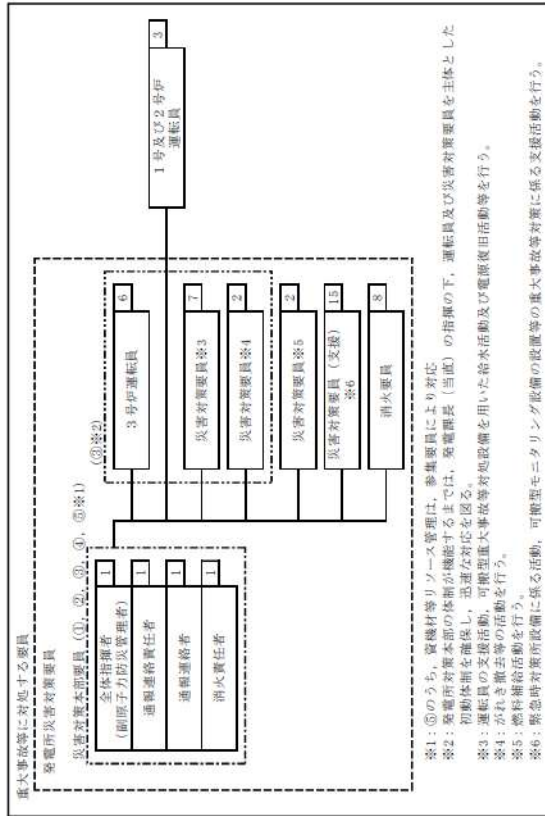 重大事故等に対処する要員
発電所災害対策要員
災害対策本部要員（①，②，③，④，⑤※1）
全体指揮者
（副原子力防災管理者）
1
通報連絡責任者
1
通報連絡者
1
消火責任者
1
（③※2）
3号炉運転員
6
災害対策要員※3
7
災害対策要員※4
2
災害対策要員※5
2
災害対策要員（支援）
※6
15
消火要員
8
1号及び2号炉
運転員
3
※1：⑤のうち，資機材等リソース管理は，参集要員により対応
※2：発電所対策本部の体制が機能するまでは，発電課長（当直）の指揮の下，運転員及び災害対策要員を主体とした
初動体制を確保し，迅速な対応を図る。
※3：運転員の支援活動，可搬型重大事故等対処設備を用いた給水活動及び電源復旧活動等を行う。
※4：がれき撤去等の活動を行う。
※5：燃料補給活動を行う。
※6：緊急時対策所設備に係る活動，可搬型モニタリング設備の設置等の重大事故等対策に係る支援活動を行う。